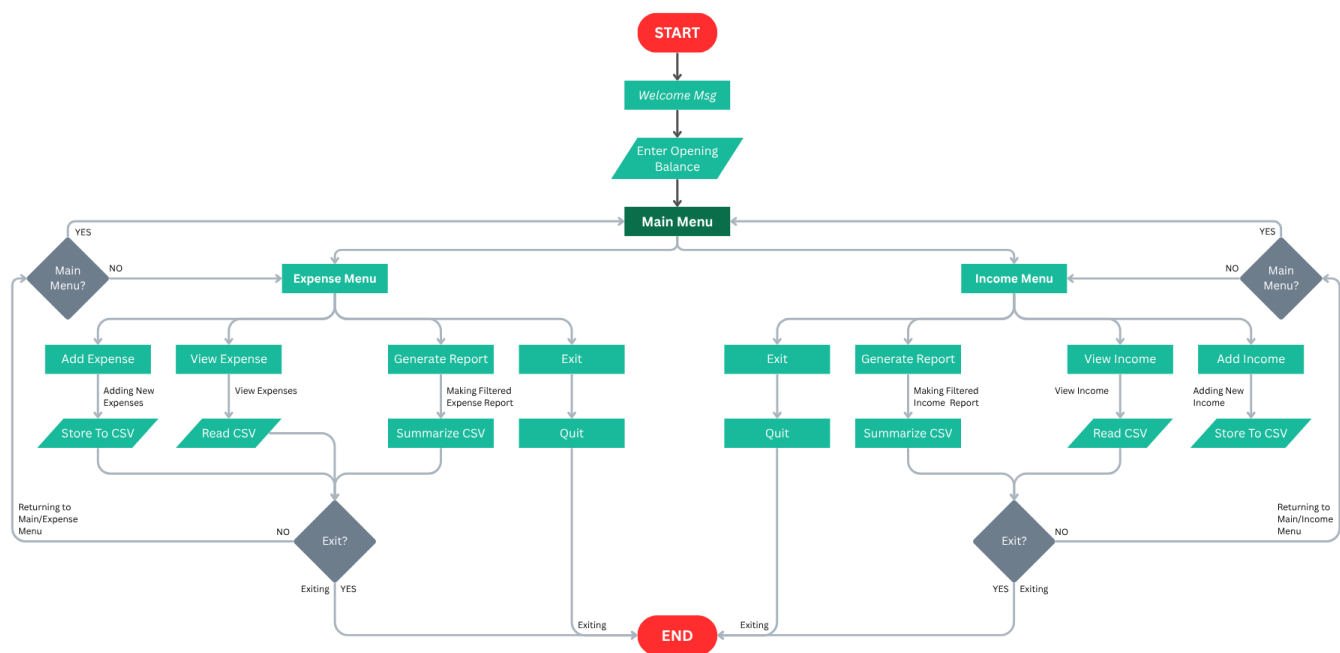 START
Welcome Msg
Enter Opening
Balance
Main Menu
YES
YES
Main
Menu?
NO
Expense Menu
Income Menu
NO
Main
Menu?
Add Expense
View Expense
Generate Report
Exit
Exit
Generate Report
View Income
Add Income
Adding New
Expenses
View Expenses
Making Filtered
Expense Report
Making Filtered
Income Report
View Income
Adding New
Income
Store To CSV
Read CSV
Summarize CSV
Quit
Quit
Summarize CSV
Read CSV
Store To CSV
Returning to
Main/Expense
Menu
NO
Exit?
Exit?
NO
Returning to
Main/Income
Menu
Exiting
YES
YES
Exiting
Exiting
END
Exiting